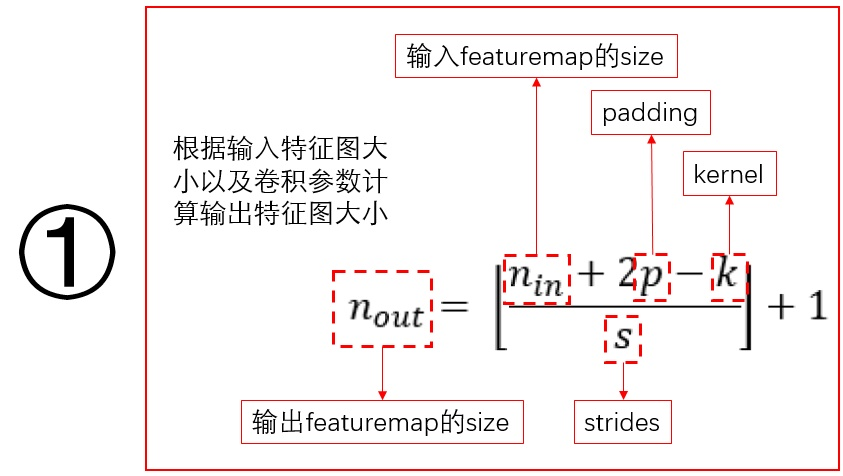 ①
输入featuremap的size
padding
kernel
根据输入特征图大
小以及卷积参数计
算输出特征图大小
n_out = ⌊(n_in + 2p − k) / s⌋ + 1
输出featuremap的size
strides